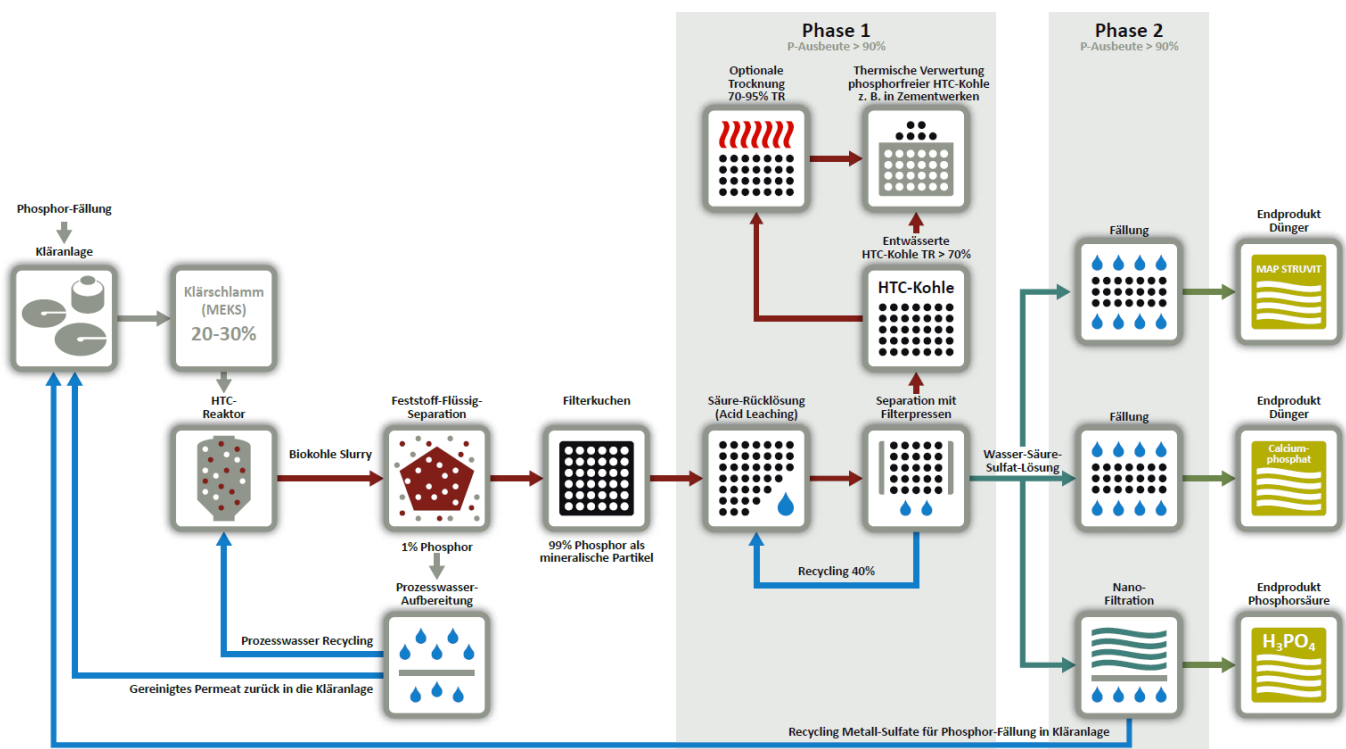 Phase 1
P-Ausbeute > 90%
Phase 2
P-Ausbeute > 90%
Optionale
Trocknung
70-95% TR
Thermische Verwertung
phosphorfreier HTC-Kohle
z. B. in Zementwerken
Phosphor-Fällung
Kläranlage
Klärschlamm
(MEKS)
20-30%
Entwässerte
HTC-Kohle TR > 70%
HTC-Kohle
Fällung
Endprodukt
Dünger
MAP STRUVIT
HTC-
Reaktor
Biokohle Slurry
Feststoff-Flüssig-
Separation
Filterkuchen
Säure-Rücklösung
(Acid Leaching)
Separation mit
Filterpressen
Wasser-Säure-
Sulfat-Lösung
Fällung
Endprodukt
Dünger
Calcium-
phosphat
1% Phosphor
99% Phosphor als
mineralische Partikel
Recycling 40%
Prozesswasser-
Aufbereitung
Nano-
Filtration
Endprodukt
Phosphorsäure
H₃PO₄
Prozesswasser Recycling
Gereinigtes Permeat zurück in die Kläranlage
Recycling Metall-Sulfate für Phosphor-Fällung in Kläranlage